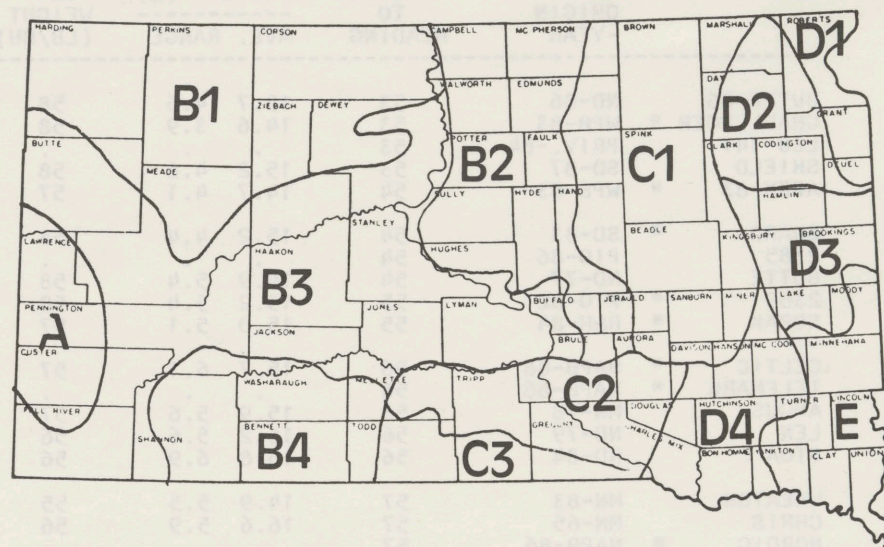 HARDING
PERKINS
CORSON
CAMPBELL
MC PHERSON
BROWN
MARSHALL
ROBERTS
D1
B1
WALWORTH
EDMUNDS
DAY
D2
ZIEBACH
DEWEY
GRANT
BUTTE
MEADE
POTTER
B2
FAULK
SPINK
C1
CLARK
CODINGTON
DEUEL
SULLY
HYDE
HAND
HAMLIN
LAWRENCE
STANLEY
BEADLE
KINGSBURY
BROOKINGS
D3
HAAKON
B3
HUGHES
PENNINGTON
A
JONES
LYMAN
BUFFALO
JERAULD
SANBORN
MINER
LAKE
MOODY
JACKSON
BRULE
AURORA
CUSTER
DAVISON
HANSON
MC COOK
MINNEHAHA
WASHABAUGH
MELLETTE
TRIPP
C2
FALL RIVER
DOUGLAS
HUTCHINSON
TURNER
LINCOLN
E
D4
SHANNON
BENNETT
B4
TODD
C3
GREGORY
CHARLES MIX
BON HOMME
YANKTON
CLAY
UNION